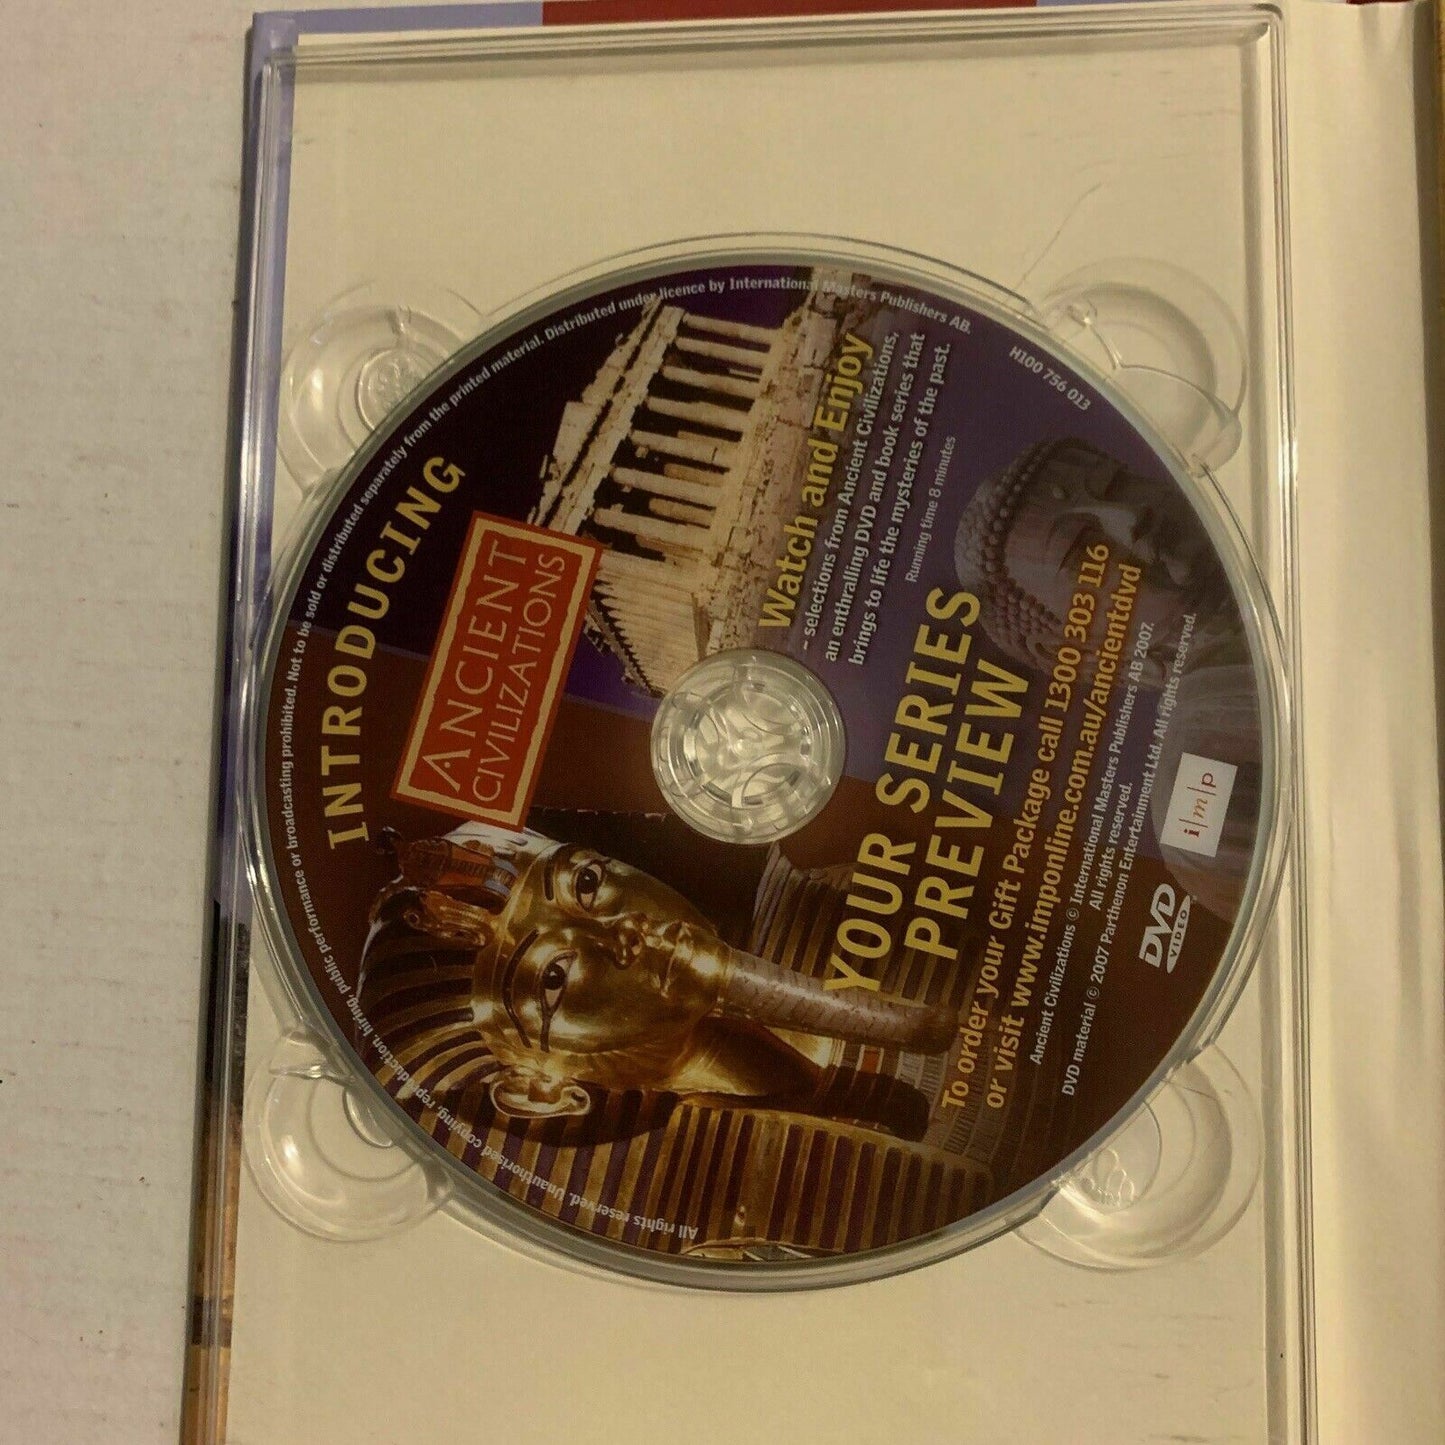 INTRODUCING
ANCIENT
CIVILIZATIONS
Watch and Enjoy
– selections from Ancient Civilizations,
an enthralling DVD and book series that
brings to life the mysteries of the past.
Running time 8 minutes
YOUR SERIES
PREVIEW
To order your Gift Package call 1300 303 116
or visit www.imponline.com.au/ancientdvd
Ancient Civilizations © International Masters Publishers AB 2007.
All rights reserved.
DVD material © 2007 Parthenon Entertainment Ltd. All rights reserved.
i|m|p
DVD
VIDEO
H100 756 013
All rights reserved. Unauthorised copying, reproduction, hiring, public performance or broadcasting prohibited. Not to be sold or distributed separately from the printed material. Distributed under licence by International Masters Publishers AB.